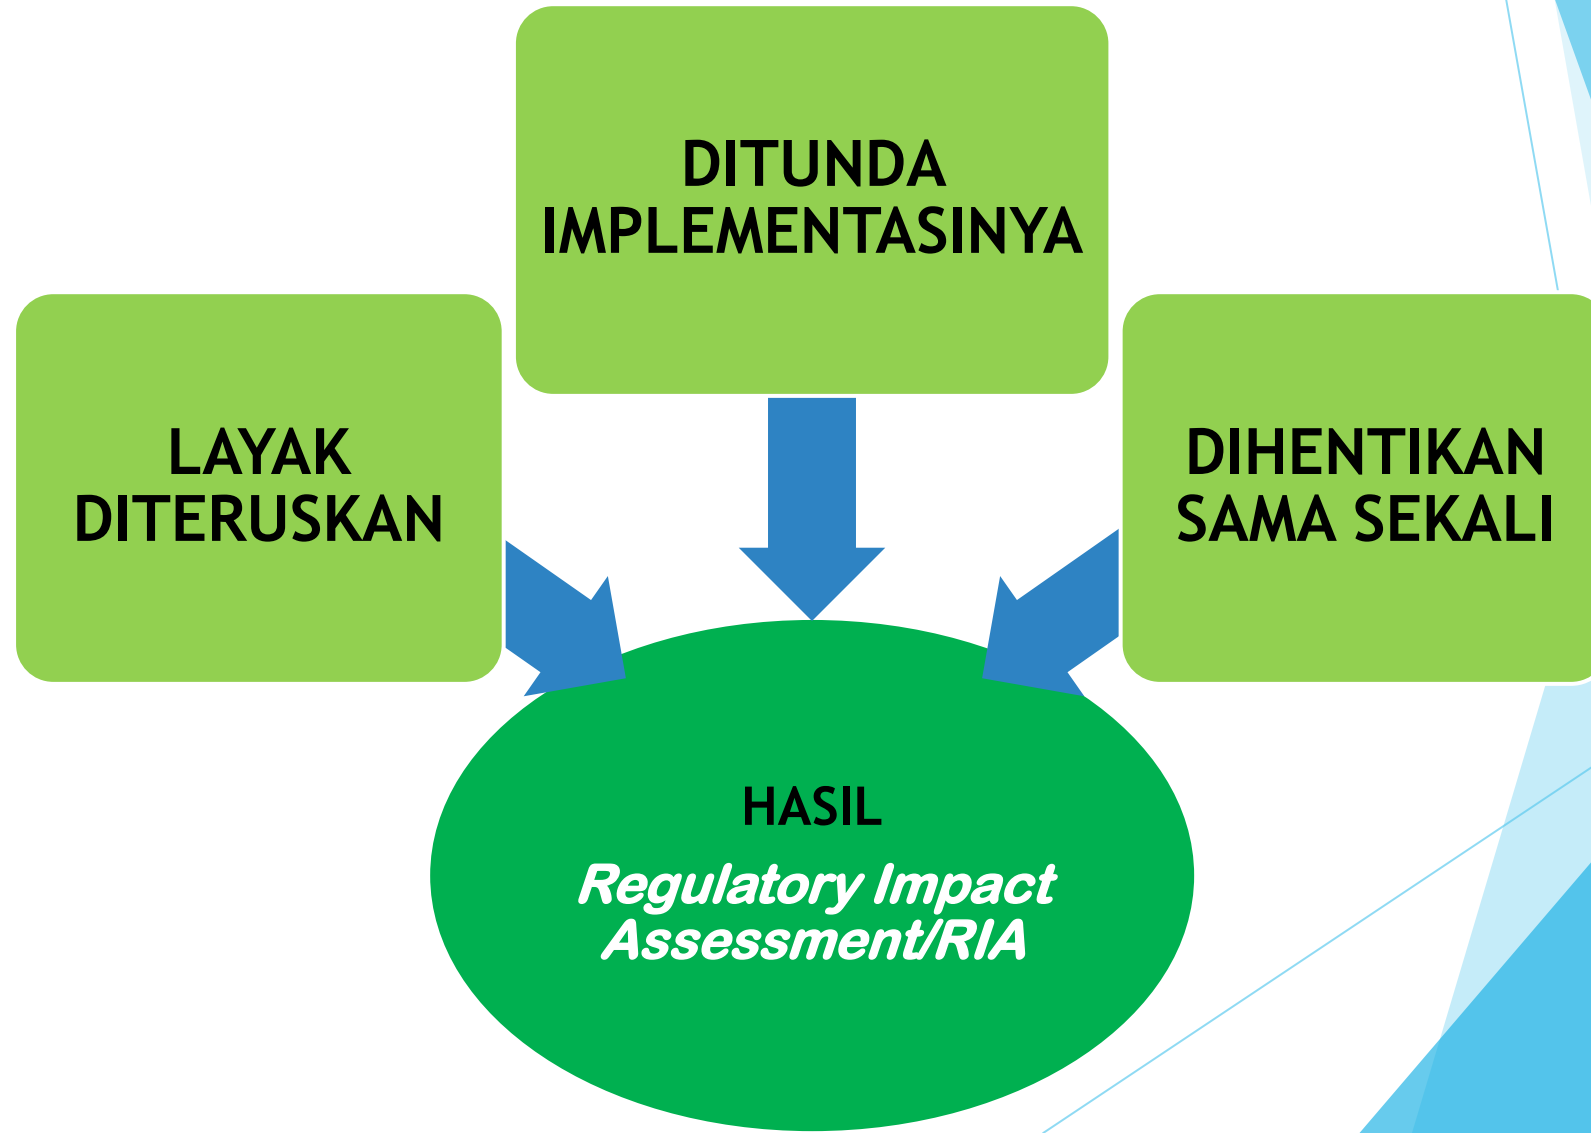 DITUNDA
IMPLEMENTASINYA
LAYAK
DITERUSKAN
DIHENTIKAN
SAMA SEKALI
HASIL
Regulatory Impact
Assessment/RIA